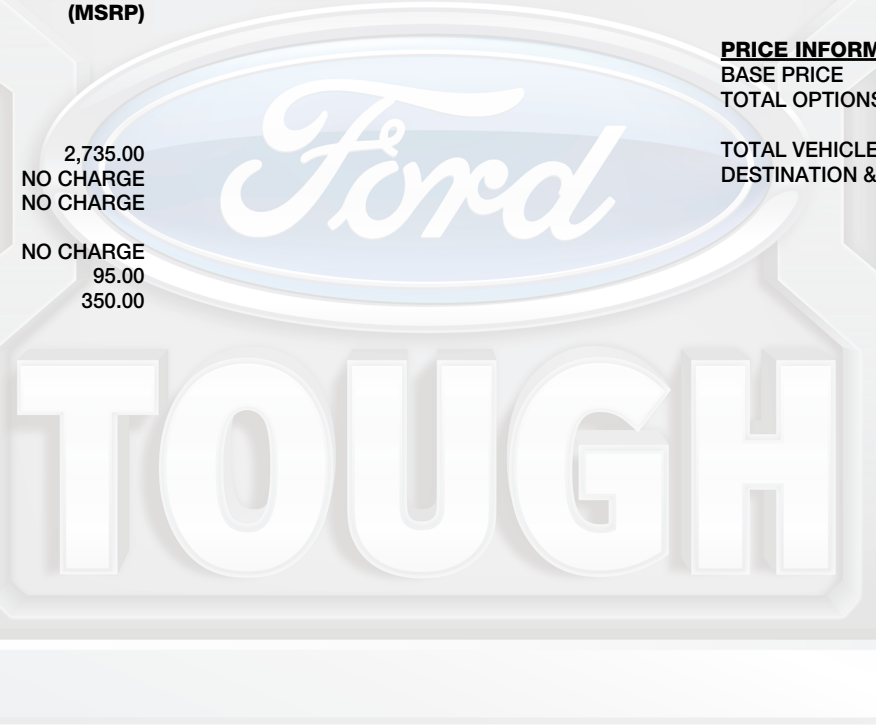 (MSRP)
2,735.00
NO CHARGE
NO CHARGE
NO CHARGE
95.00
350.00
PRICE INFORM
BASE PRICE
TOTAL OPTIONS
TOTAL VEHICLE
DESTINATION &
Ford
TOUGH